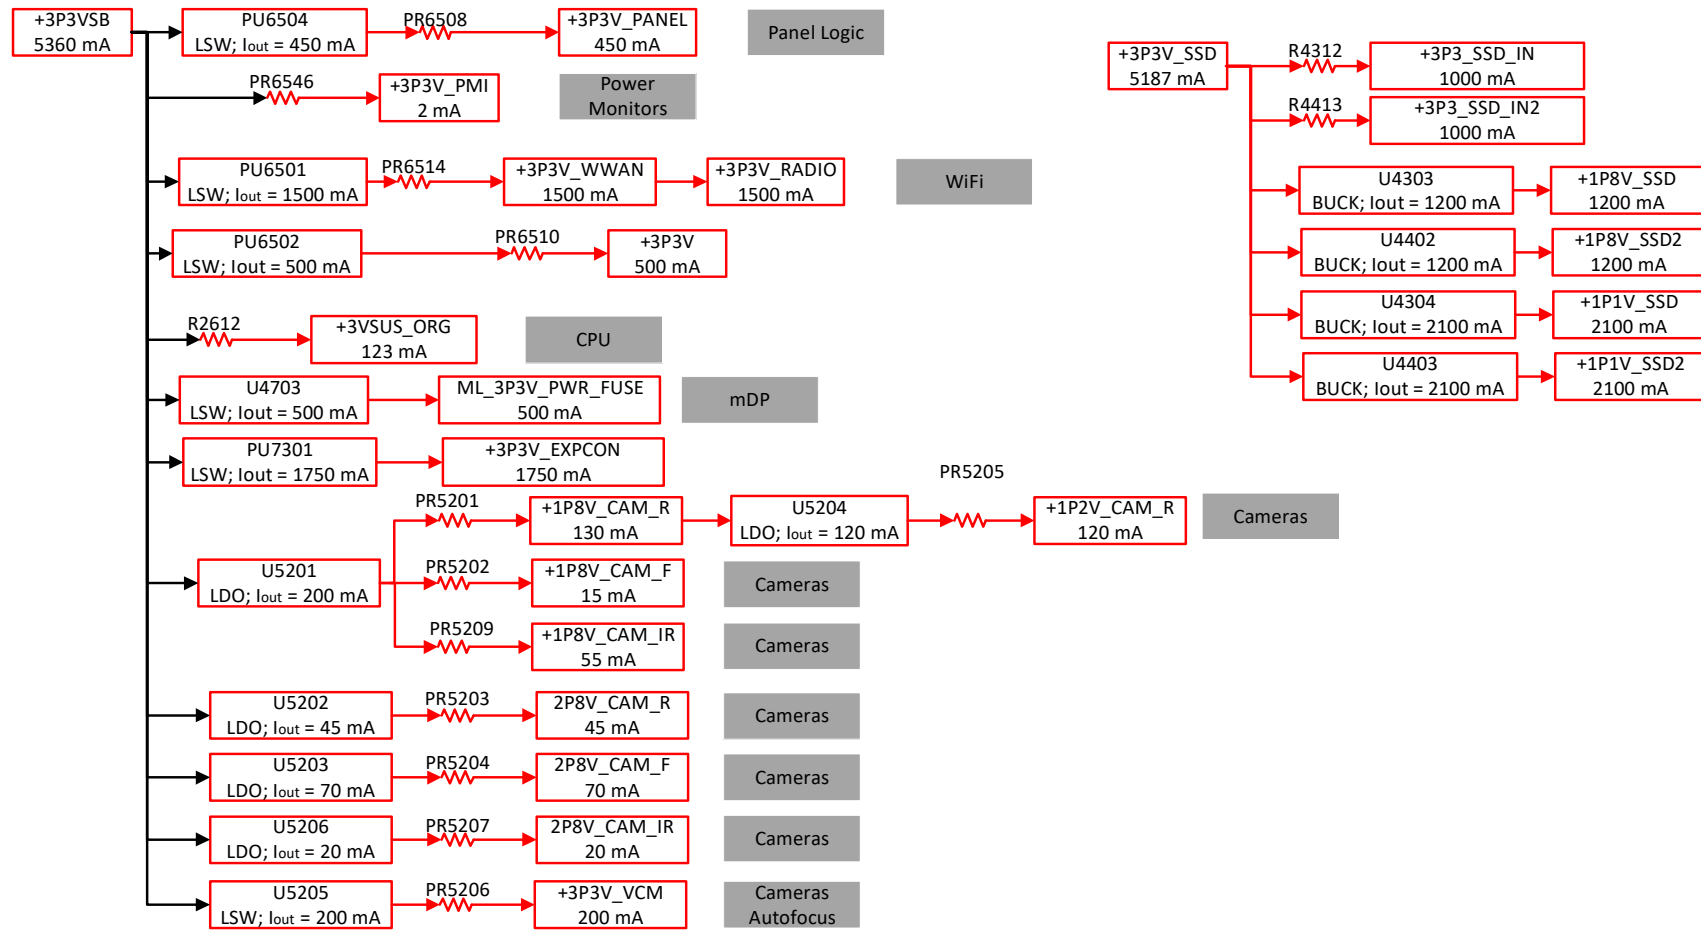 +3P3VSB
5360 mA
PU6504
LSW; Iout = 450 mA
PR6508
+3P3V_PANEL
450 mA
Panel Logic
PR6546
+3P3V_PMI
2 mA
Power
Monitors
PU6501
LSW; Iout = 1500 mA
PR6514
+3P3V_WWAN
1500 mA
+3P3V_RADIO
1500 mA
WiFi
PU6502
LSW; Iout = 500 mA
PR6510
+3P3V
500 mA
R2612
+3VSUS_ORG
123 mA
CPU
U4703
LSW; Iout = 500 mA
ML_3P3V_PWR_FUSE
500 mA
mDP
PU7301
LSW; Iout = 1750 mA
+3P3V_EXPCON
1750 mA
U5201
LDO; Iout = 200 mA
PR5201
+1P8V_CAM_R
130 mA
U5204
LDO; Iout = 120 mA
PR5205
+1P2V_CAM_R
120 mA
Cameras
PR5202
+1P8V_CAM_F
15 mA
Cameras
PR5209
+1P8V_CAM_IR
55 mA
Cameras
U5202
LDO; Iout = 45 mA
PR5203
2P8V_CAM_R
45 mA
Cameras
U5203
LDO; Iout = 70 mA
PR5204
2P8V_CAM_F
70 mA
Cameras
U5206
LDO; Iout = 20 mA
PR5207
2P8V_CAM_IR
20 mA
Cameras
U5205
LSW; Iout = 200 mA
PR5206
+3P3V_VCM
200 mA
Cameras
Autofocus
+3P3V_SSD
5187 mA
R4312
+3P3_SSD_IN
1000 mA
R4413
+3P3_SSD_IN2
1000 mA
U4303
BUCK; Iout = 1200 mA
+1P8V_SSD
1200 mA
U4402
BUCK; Iout = 1200 mA
+1P8V_SSD2
1200 mA
U4304
BUCK; Iout = 2100 mA
+1P1V_SSD
2100 mA
U4403
BUCK; Iout = 2100 mA
+1P1V_SSD2
2100 mA